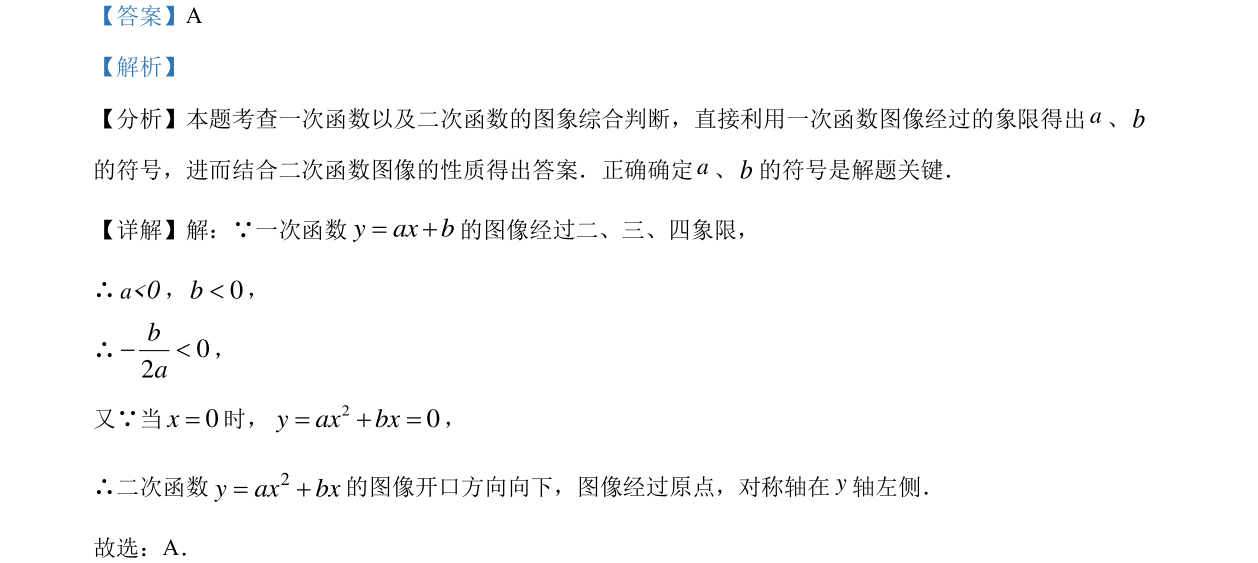 【答案】A
【解析】
【分析】本题考查一次函数以及二次函数的图象综合判断，直接利用一次函数图像经过的象限得出a、b
的符号，进而结合二次函数图像的性质得出答案．正确确定a、b的符号是解题关键．
【详解】解：∵一次函数y=ax+b的图像经过二、三、四象限，
∴a<0，b<0，
∴-b/2a<0，
又∵当x=0时，y=ax²+bx=0，
∴二次函数y=ax²+bx的图像开口方向向下，图像经过原点，对称轴在y轴左侧．
故选：A．